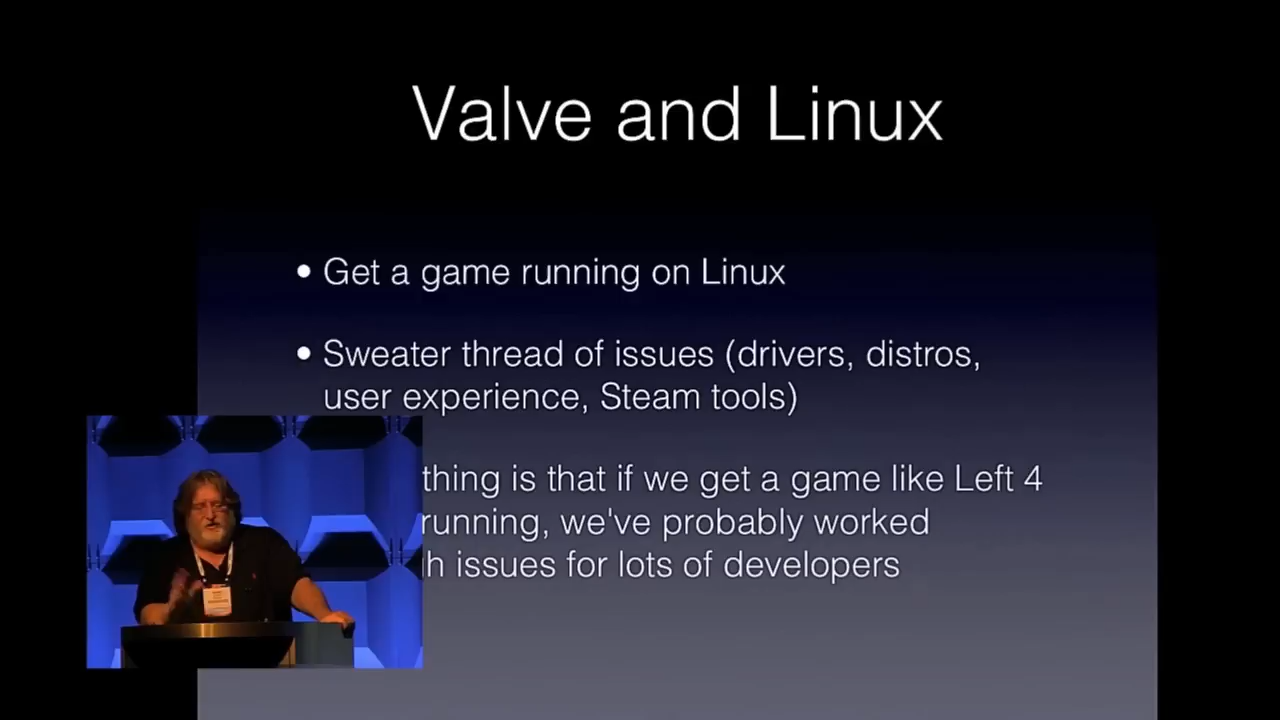 Valve and Linux
• Get a game running on Linux
• Sweater thread of issues (drivers, distros,
user experience, Steam tools)
thing is that if we get a game like Left 4
running, we've probably worked
h issues for lots of developers